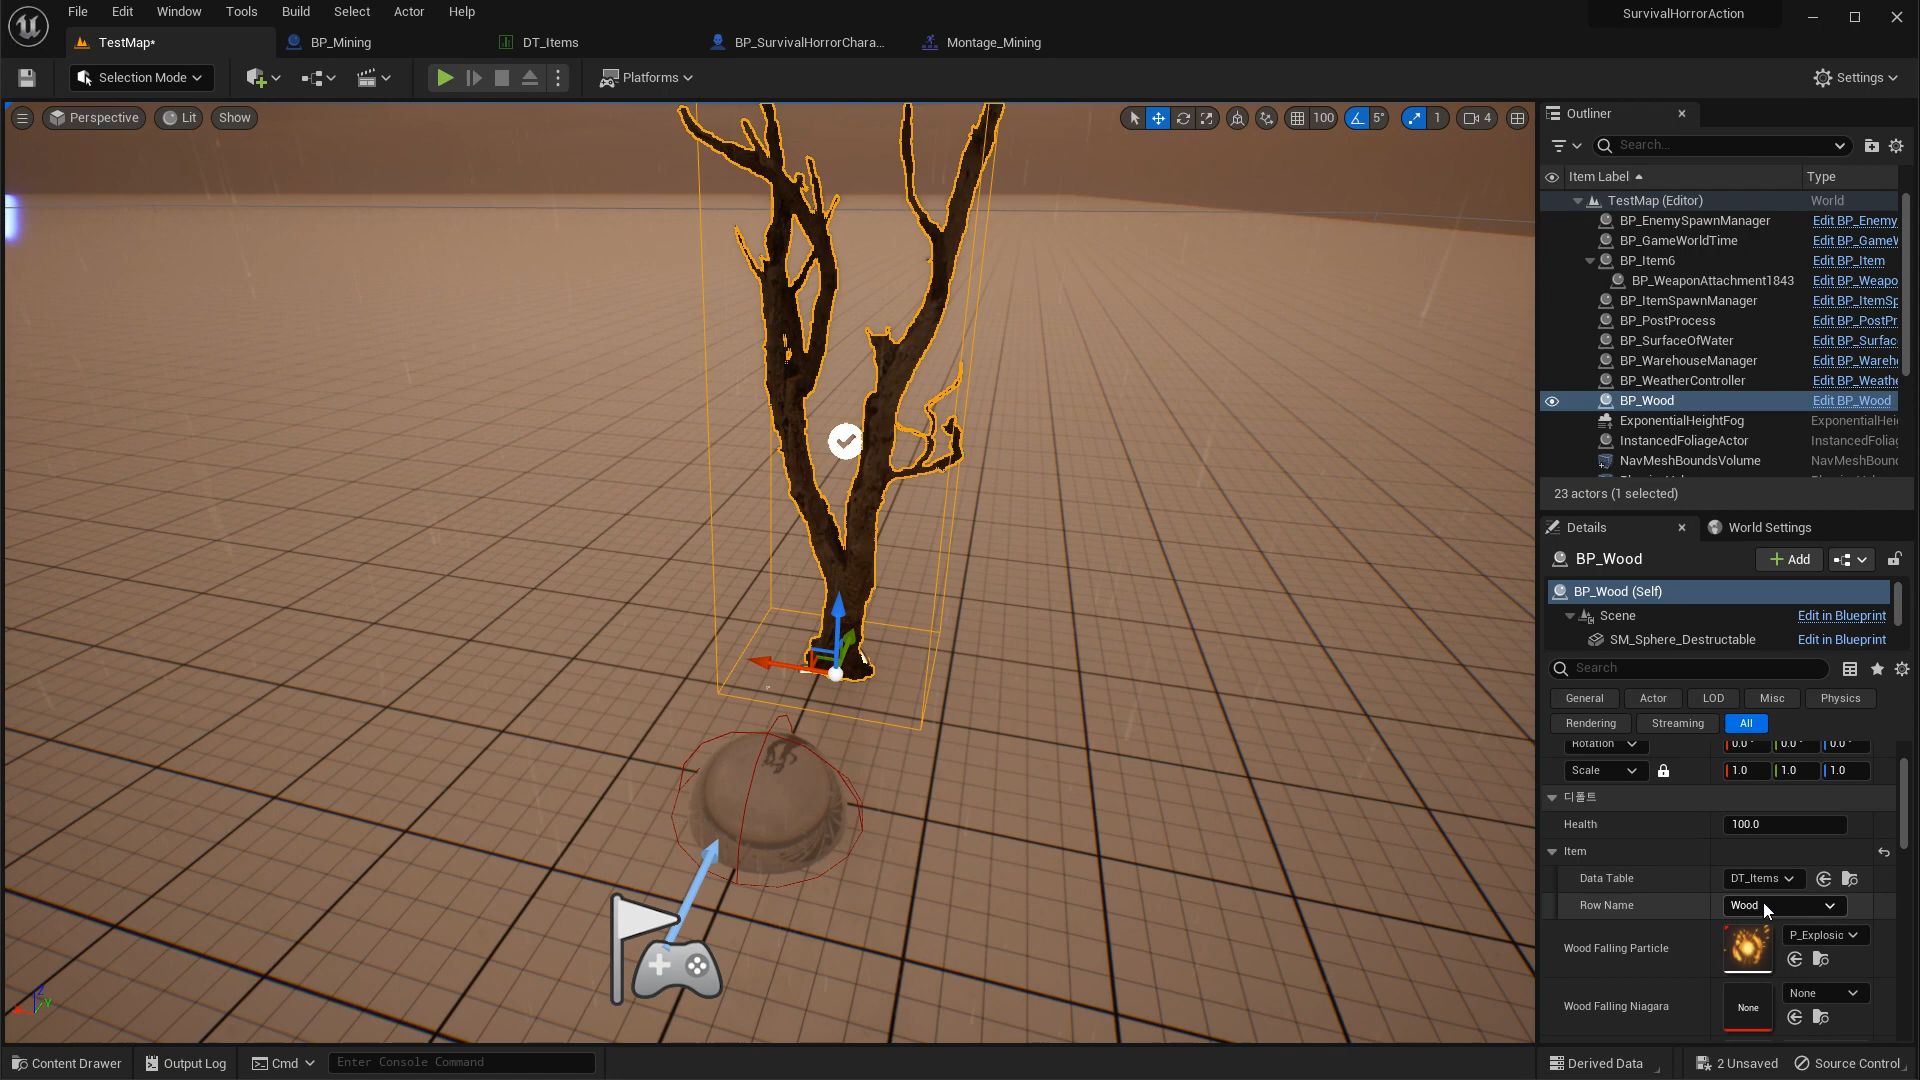 File Edit Window Tools Build Select Actor Help
SurvivalHorrorAction
TestMap* BP_Mining DT_Items BP_SurvivalHorrorChara... Montage_Mining
Selection Mode Platforms Settings
Perspective Lit Show 100 5° 1 4
Outliner
Search...
Item Label Type
TestMap (Editor) World
BP_EnemySpawnManager Edit BP_Enemy
BP_GameWorldTime Edit BP_GameW
BP_Item6 Edit BP_Item
BP_WeaponAttachment1843 Edit BP_Weapo
BP_ItemSpawnManager Edit BP_ItemSp
BP_PostProcess Edit BP_PostPr
BP_SurfaceOfWater Edit BP_Surfac
BP_WarehouseManager Edit BP_Wareh
BP_WeatherController Edit BP_Weathe
BP_Wood Edit BP_Wood
ExponentialHeightFog ExponentialHei
InstancedFoliageActor InstancedFoliag
NavMeshBoundsVolume NavMeshBound
23 actors (1 selected)
Details World Settings
BP_Wood Add
BP_Wood (Self)
Scene Edit in Blueprint
SM_Sphere_Destructable Edit in Blueprint
Search
General Actor LOD Misc Physics
Rendering Streaming All
Rotation 0.0° 0.0° 0.0°
Scale 1.0 1.0 1.0
디폴트
Health 100.0
Item
Data Table DT_Items
Row Name Wood
Wood Falling Particle P_Explosic
Wood Falling Niagara None None
Z Y
Content Drawer Output Log Cmd Enter Console Command Derived Data 2 Unsaved Source Control